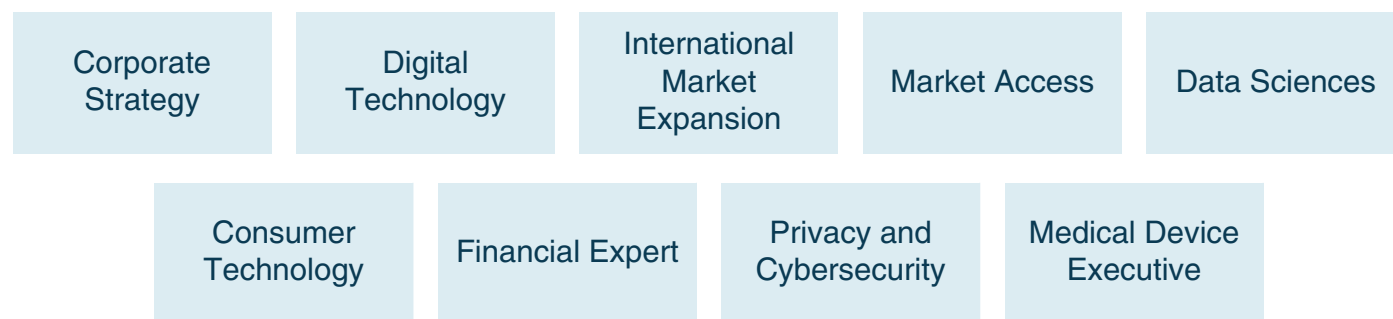 Corporate
Strategy
Digital
Technology
International
Market
Expansion
Market Access
Data Sciences
Consumer
Technology
Financial Expert
Privacy and
Cybersecurity
Medical Device
Executive